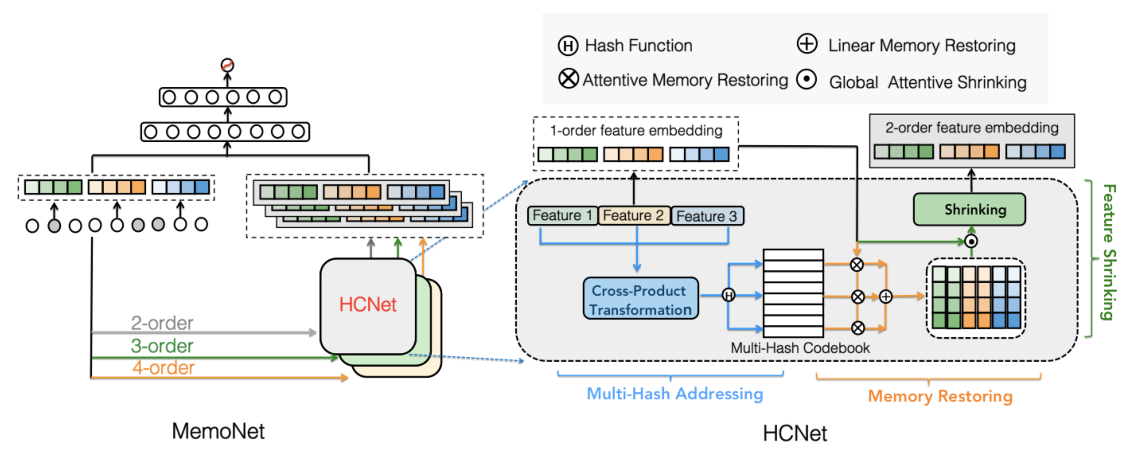 H Hash Function
Linear Memory Restoring
Attentive Memory Restoring
Global Attentive Shrinking
1-order feature embedding
2-order feature embedding
Feature 1
Feature 2
Feature 3
Shrinking
Feature Shrinking
Cross-Product
Transformation
H
HCNet
Multi-Hash Codebook
2-order
3-order
4-order
Multi-Hash Addressing
Memory Restoring
MemoNet
HCNet